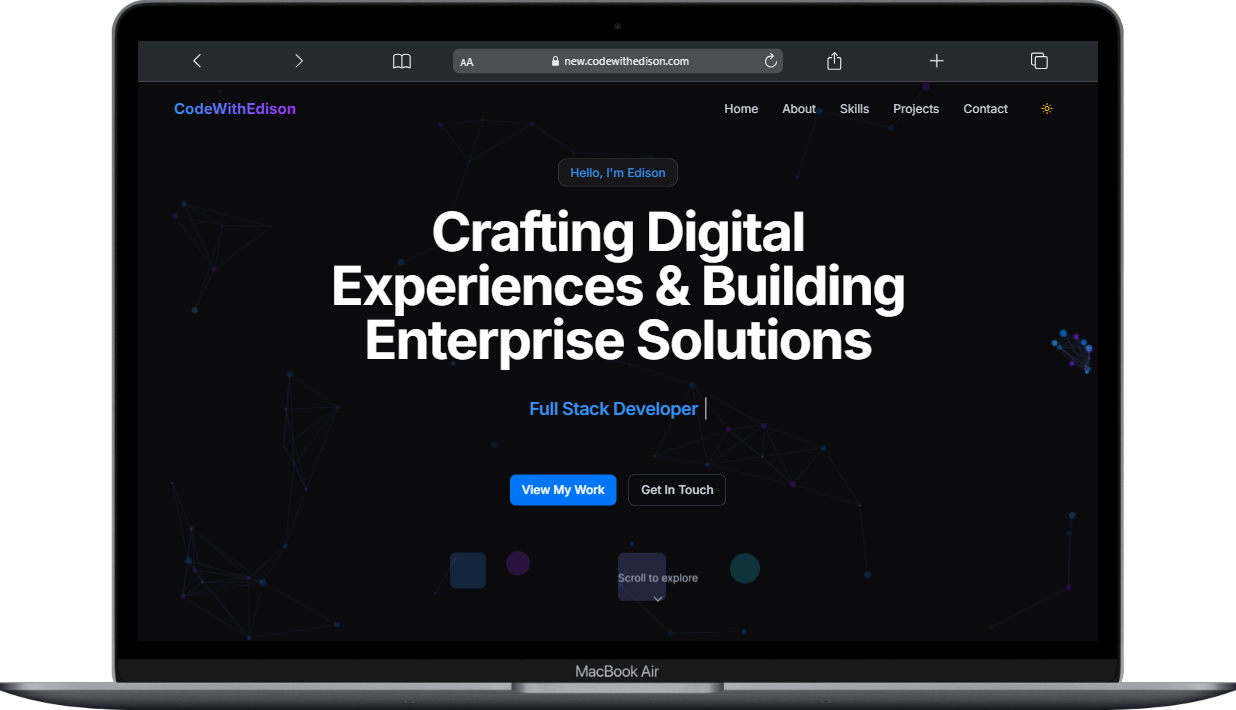 AA new.codewithedison.com
CodeWithEdison Home About Skills Projects Contact
Hello, I'm Edison
Crafting Digital
Experiences & Building
Enterprise Solutions
Full Stack Developer
View My Work Get In Touch
Scroll to explore
MacBook Air